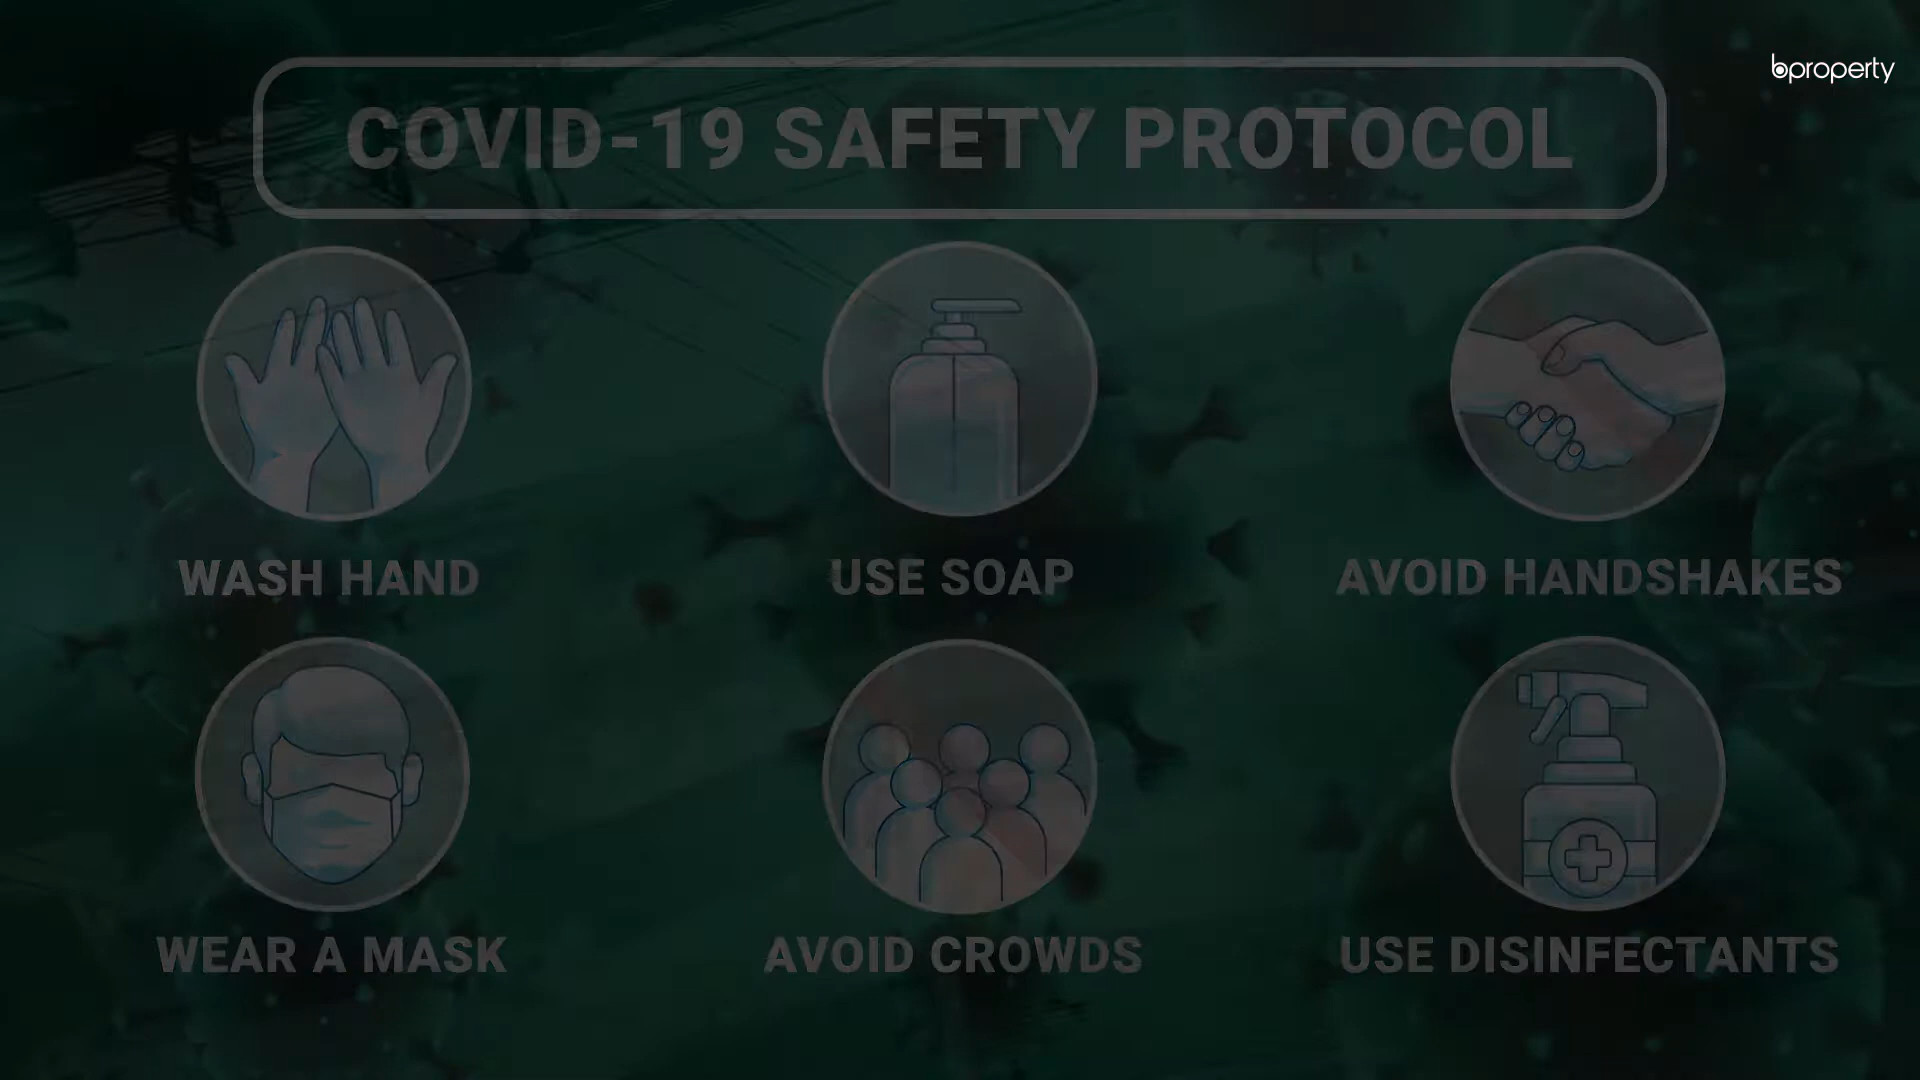 bproperty
COVID-19 SAFETY PROTOCOL
WASH HAND
USE SOAP
AVOID HANDSHAKES
WEAR A MASK
AVOID CROWDS
USE DISINFECTANTS